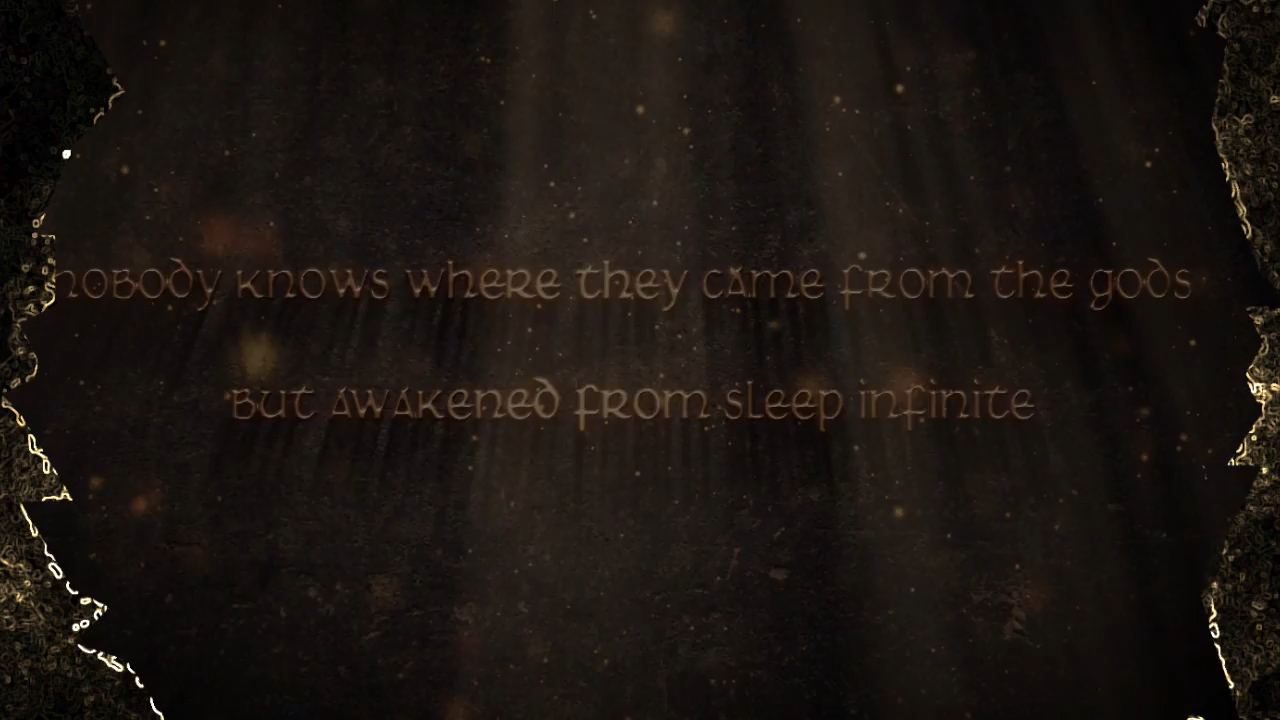 nobody knows where they came from the gods
but awakened from sleep infinite